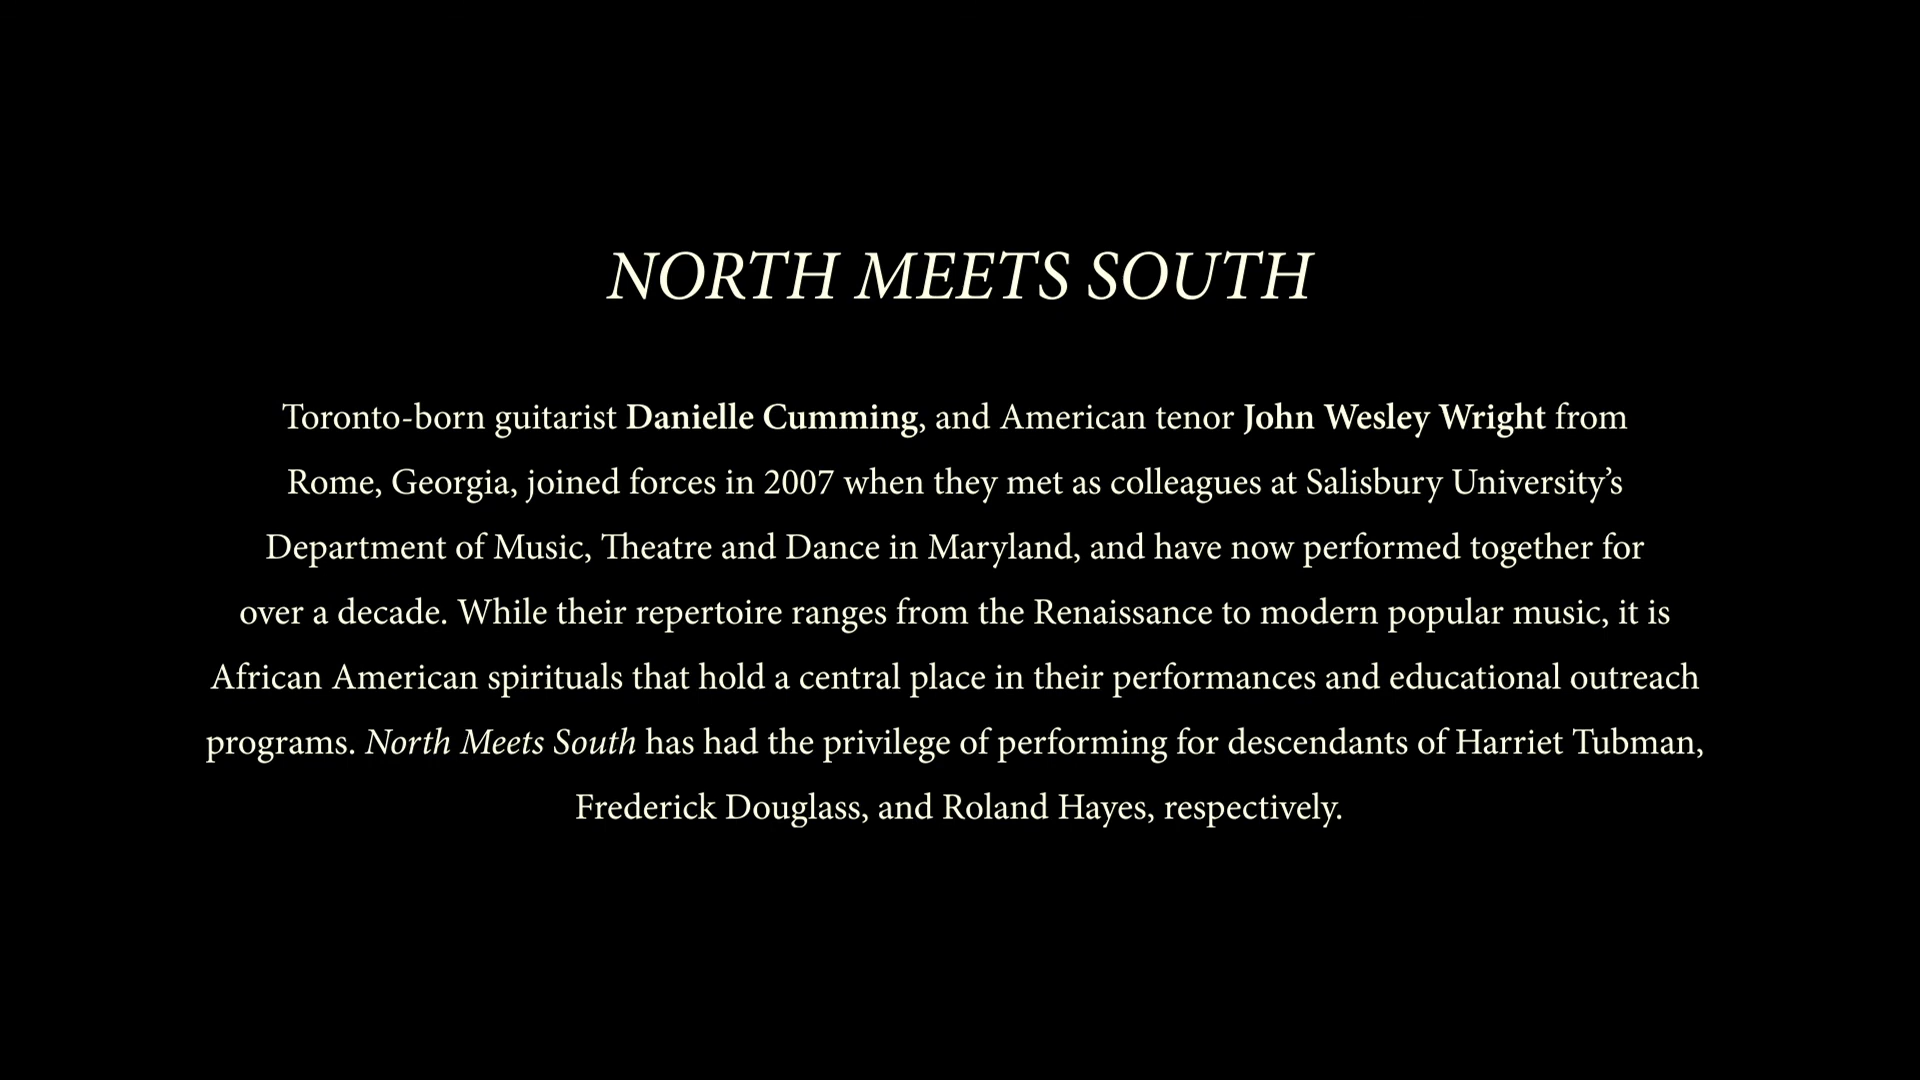 NORTH MEETS SOUTH
Toronto-born guitarist Danielle Cumming, and American tenor John Wesley Wright from
Rome, Georgia, joined forces in 2007 when they met as colleagues at Salisbury University’s
Department of Music, Theatre and Dance in Maryland, and have now performed together for
over a decade. While their repertoire ranges from the Renaissance to modern popular music, it is
African American spirituals that hold a central place in their performances and educational outreach
programs. North Meets South has had the privilege of performing for descendants of Harriet Tubman,
Frederick Douglass, and Roland Hayes, respectively.